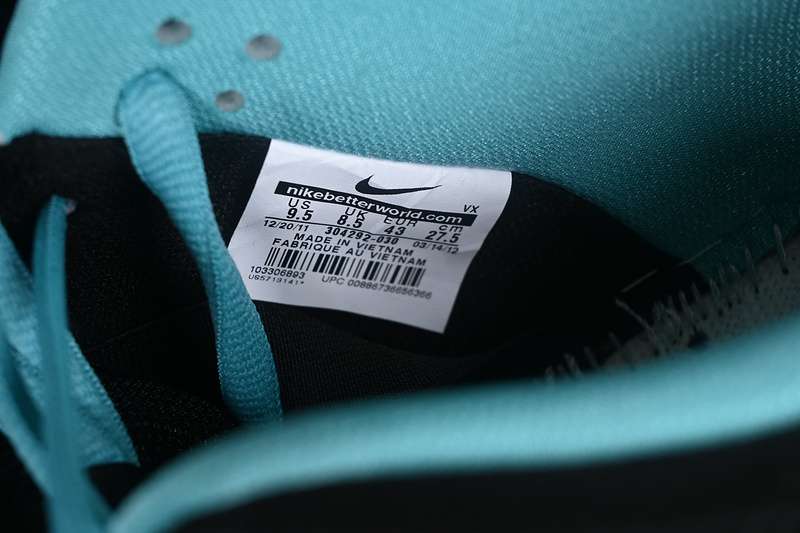 nikebetterworld.com
VX
US UK EUR cm
9.5 8.5 43 27.5
12/20/11 304292-030 03/14/12
MADE IN VIETNAM
FABRIQUE AU VIETNAM
103306893
UPC 00886736656366